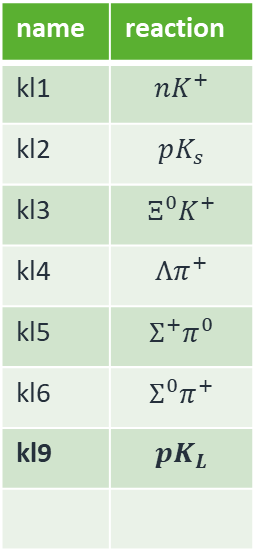 name reaction
kl1 nK⁺
kl2 pKₛ
kl3 Ξ⁰K⁺
kl4 Λπ⁺
kl5 Σ⁺π⁰
kl6 Σ⁰π⁺
kl9 pK_L